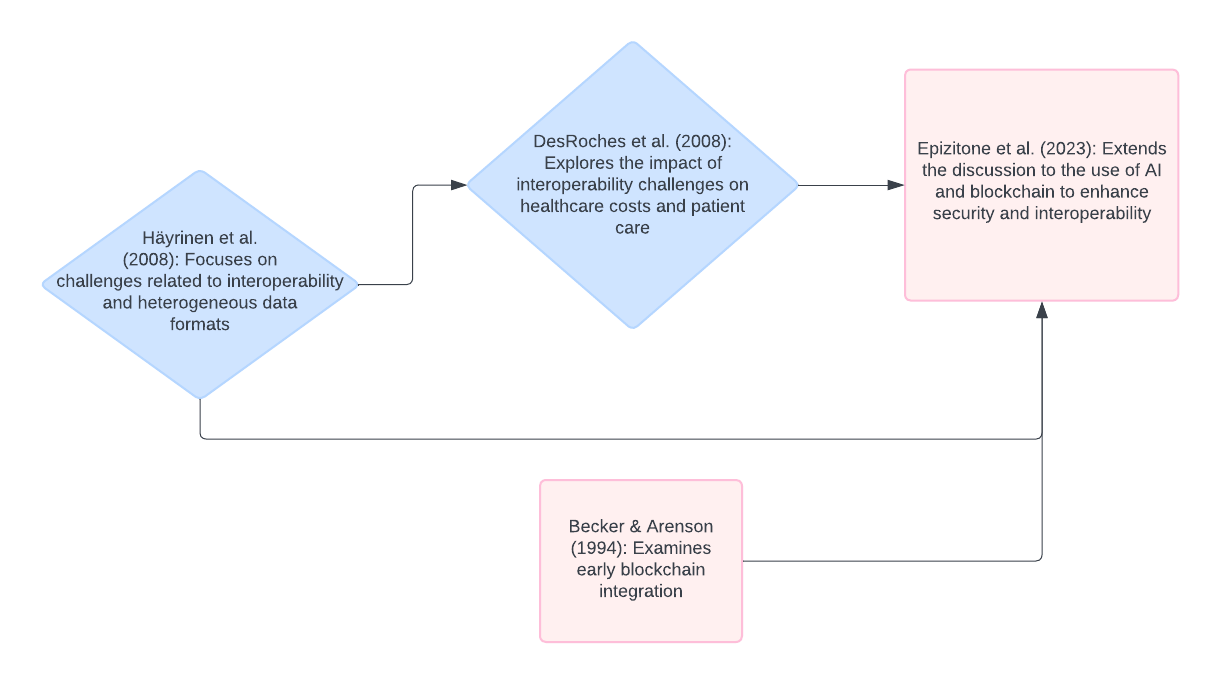 Häyrinen et al.
(2008): Focuses on
challenges related to interoperability
and heterogeneous data
formats
DesRoches et al. (2008):
Explores the impact of
interoperability challenges on
healthcare costs and patient
care
Epizitone et al. (2023): Extends
the discussion to the use of AI
and blockchain to enhance
security and interoperability
Becker & Arenson
(1994): Examines
early blockchain
integration